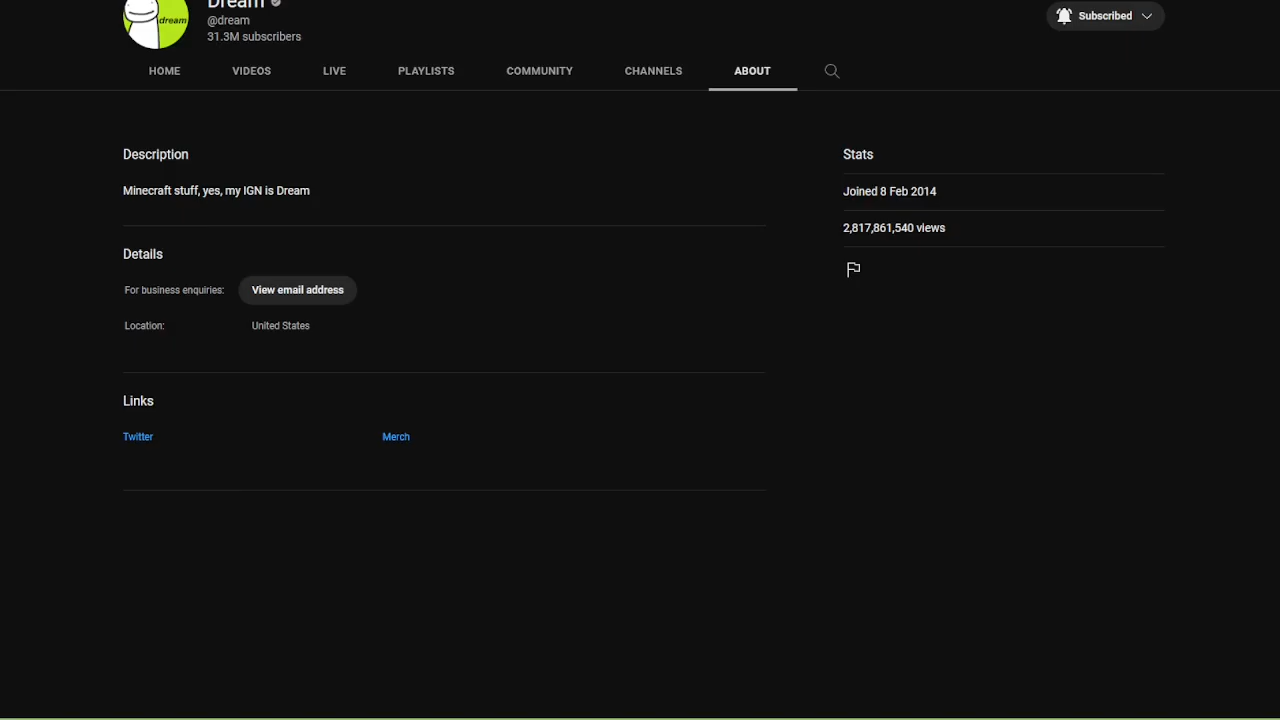 Dream
dream
@dream
31.3M subscribers
Subscribed
HOME VIDEOS LIVE PLAYLISTS COMMUNITY CHANNELS ABOUT
Description
Minecraft stuff, yes, my IGN is Dream
Details
For business enquiries: View email address
Location: United States
Links
Twitter Merch
Stats
Joined 8 Feb 2014
2,817,861,540 views